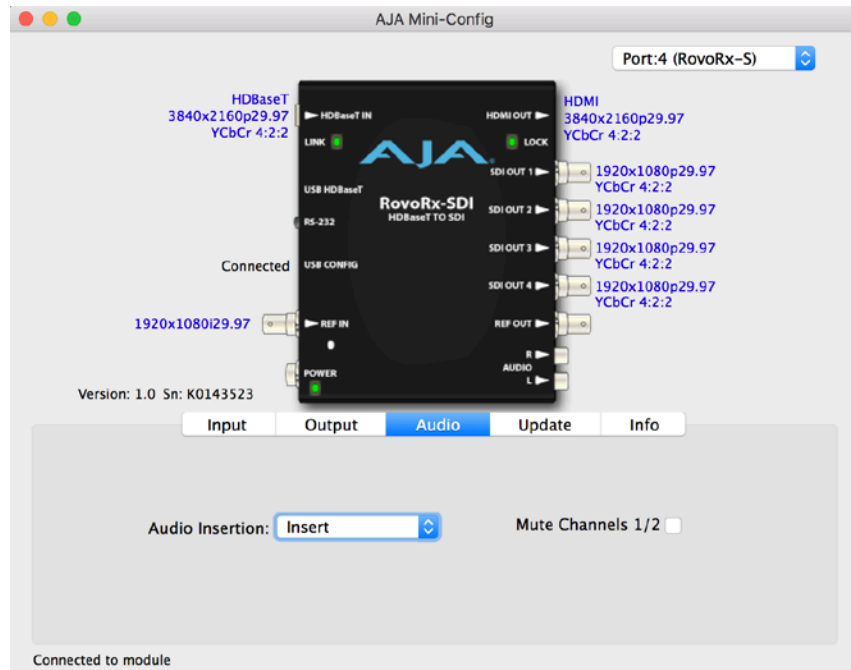 AJA Mini-Config
Port:4 (RovoRx-S)
HDBaseT
3840x2160p29.97
YCbCr 4:2:2
HDBaseT IN
LINK
USB HDBaseT
RS-232
Connected
USB CONFIG
1920x1080i29.97
REF IN
POWER
Version: 1.0 Sn: K0143523
AJA
RovoRx-SDI
HDBaseT TO SDI
HDMI OUT
LOCK
HDMI
3840x2160p29.97
YCbCr 4:2:2
SDI OUT 1
1920x1080p29.97
YCbCr 4:2:2
SDI OUT 2
1920x1080p29.97
YCbCr 4:2:2
SDI OUT 3
1920x1080p29.97
YCbCr 4:2:2
SDI OUT 4
1920x1080p29.97
YCbCr 4:2:2
REF OUT
R
AUDIO
L
Input Output Audio Update Info
Audio Insertion: Insert Mute Channels 1/2
Connected to module